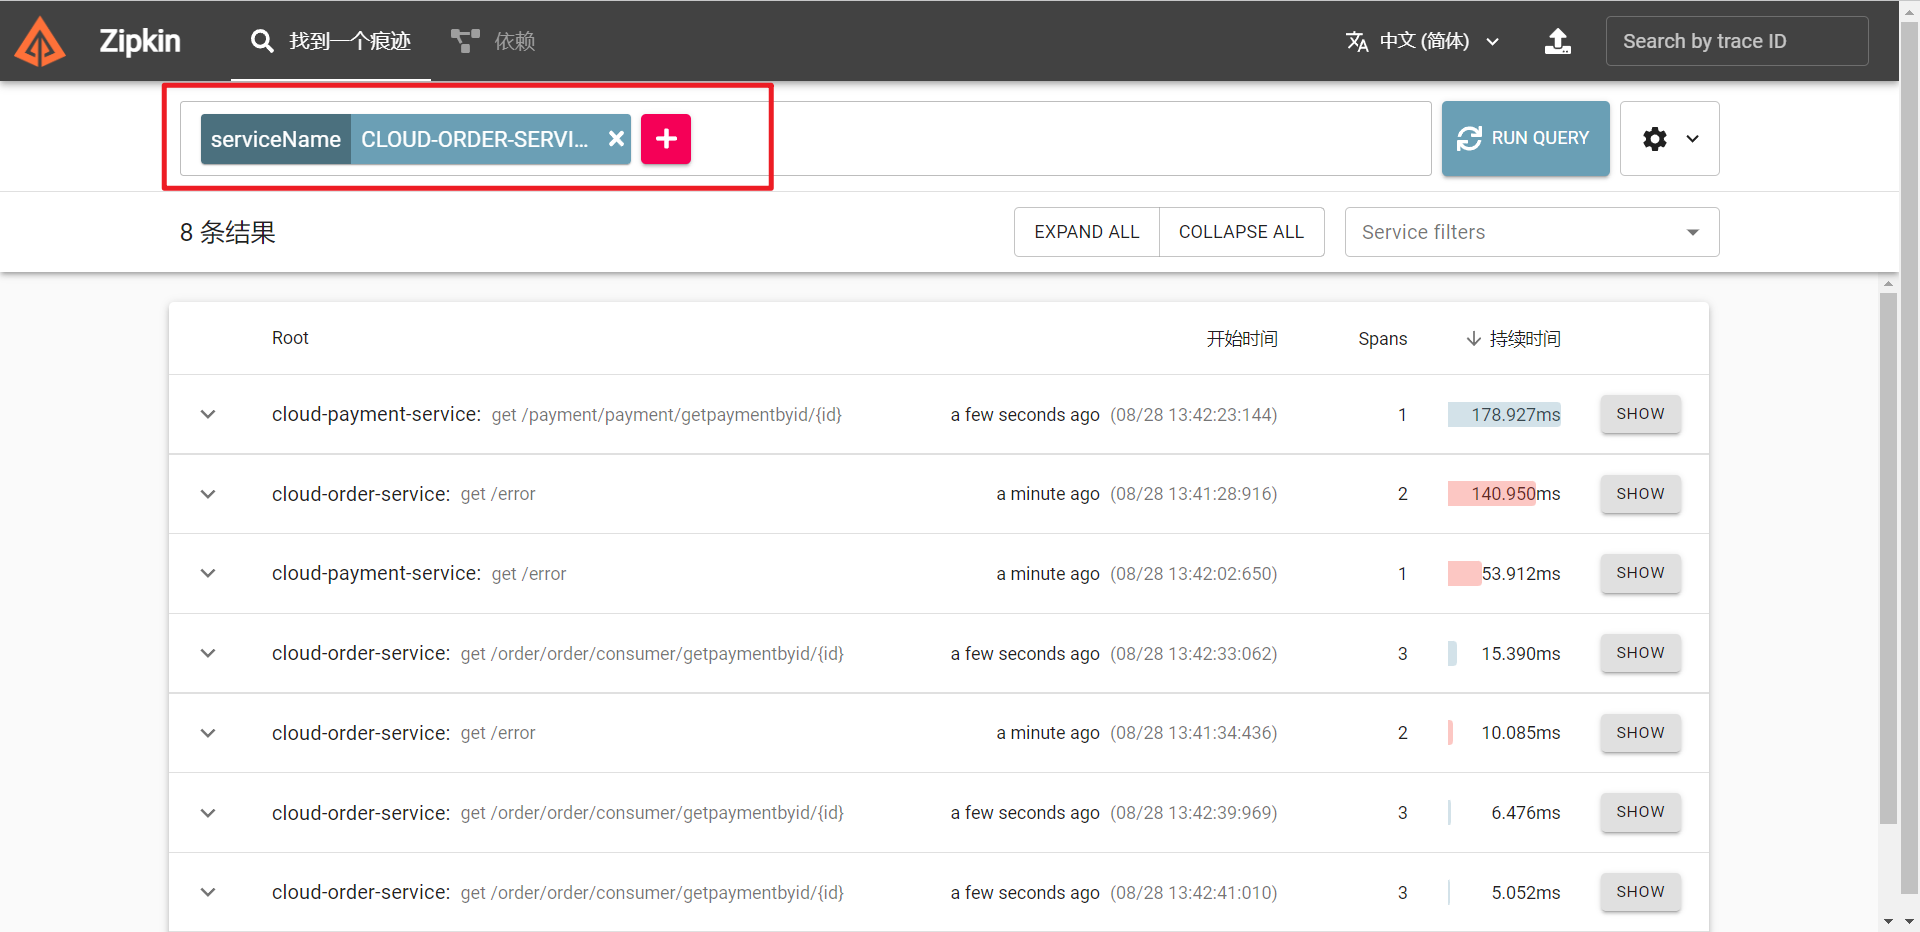 Zipkin 找到一个痕迹 依赖 中文 (简体) Search by trace ID
serviceName CLOUD-ORDER-SERVI... RUN QUERY
8 条结果 EXPAND ALL COLLAPSE ALL Service filters
Root 开始时间 Spans 持续时间
cloud-payment-service: get /payment/payment/getpaymentbyid/{id} a few seconds ago (08/28 13:42:23:144) 1 178.927ms SHOW
cloud-order-service: get /error a minute ago (08/28 13:41:28:916) 2 140.950ms SHOW
cloud-payment-service: get /error a minute ago (08/28 13:42:02:650) 1 53.912ms SHOW
cloud-order-service: get /order/order/consumer/getpaymentbyid/{id} a few seconds ago (08/28 13:42:33:062) 3 15.390ms SHOW
cloud-order-service: get /error a minute ago (08/28 13:41:34:436) 2 10.085ms SHOW
cloud-order-service: get /order/order/consumer/getpaymentbyid/{id} a few seconds ago (08/28 13:42:39:969) 3 6.476ms SHOW
cloud-order-service: get /order/order/consumer/getpaymentbyid/{id} a few seconds ago (08/28 13:42:41:010) 3 5.052ms SHOW